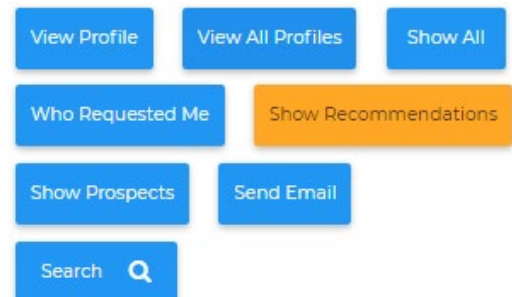 View Profile View All Profiles Show All
Who Requested Me Show Recommendations
Show Prospects Send Email
Search